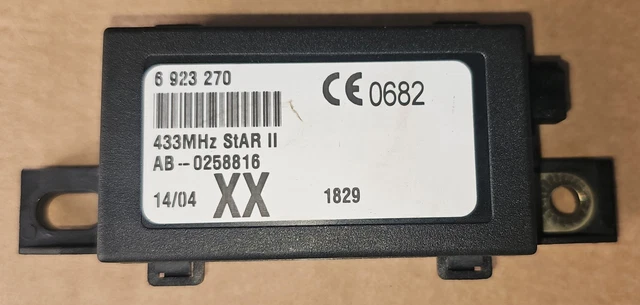 6 923 270
CE 0682
433MHz StAR II
AB--0258816
14/04 XX 1829